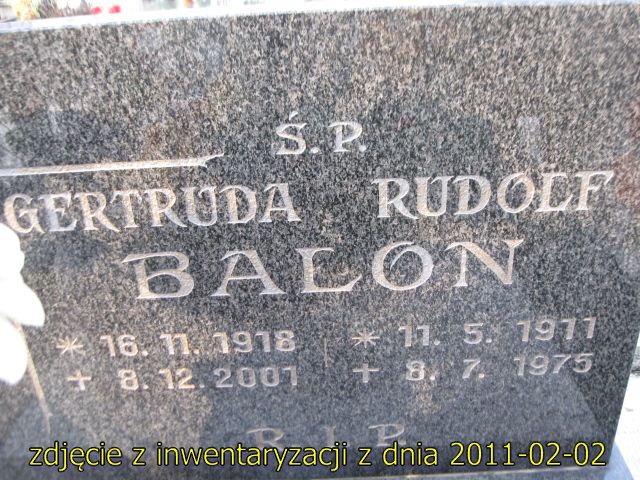 Ś.P.
GERTRUDA RUDOLF
BALON
* 16.11.1918 * 11.5.1911
+ 8.12.2001 + 8.7.1975
R.I.P.
zdjęcie z inwentaryzacji z dnia 2011-02-02